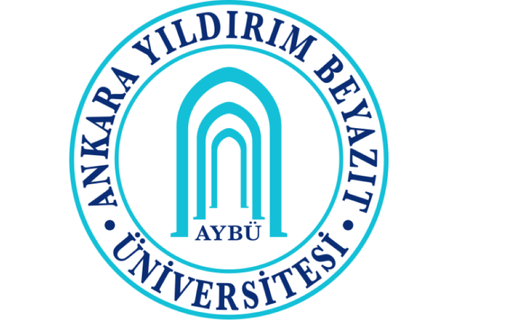 ANKARA YILDIRIM BEYAZIT
ÜNİVERSİTESİ
AYBÜ